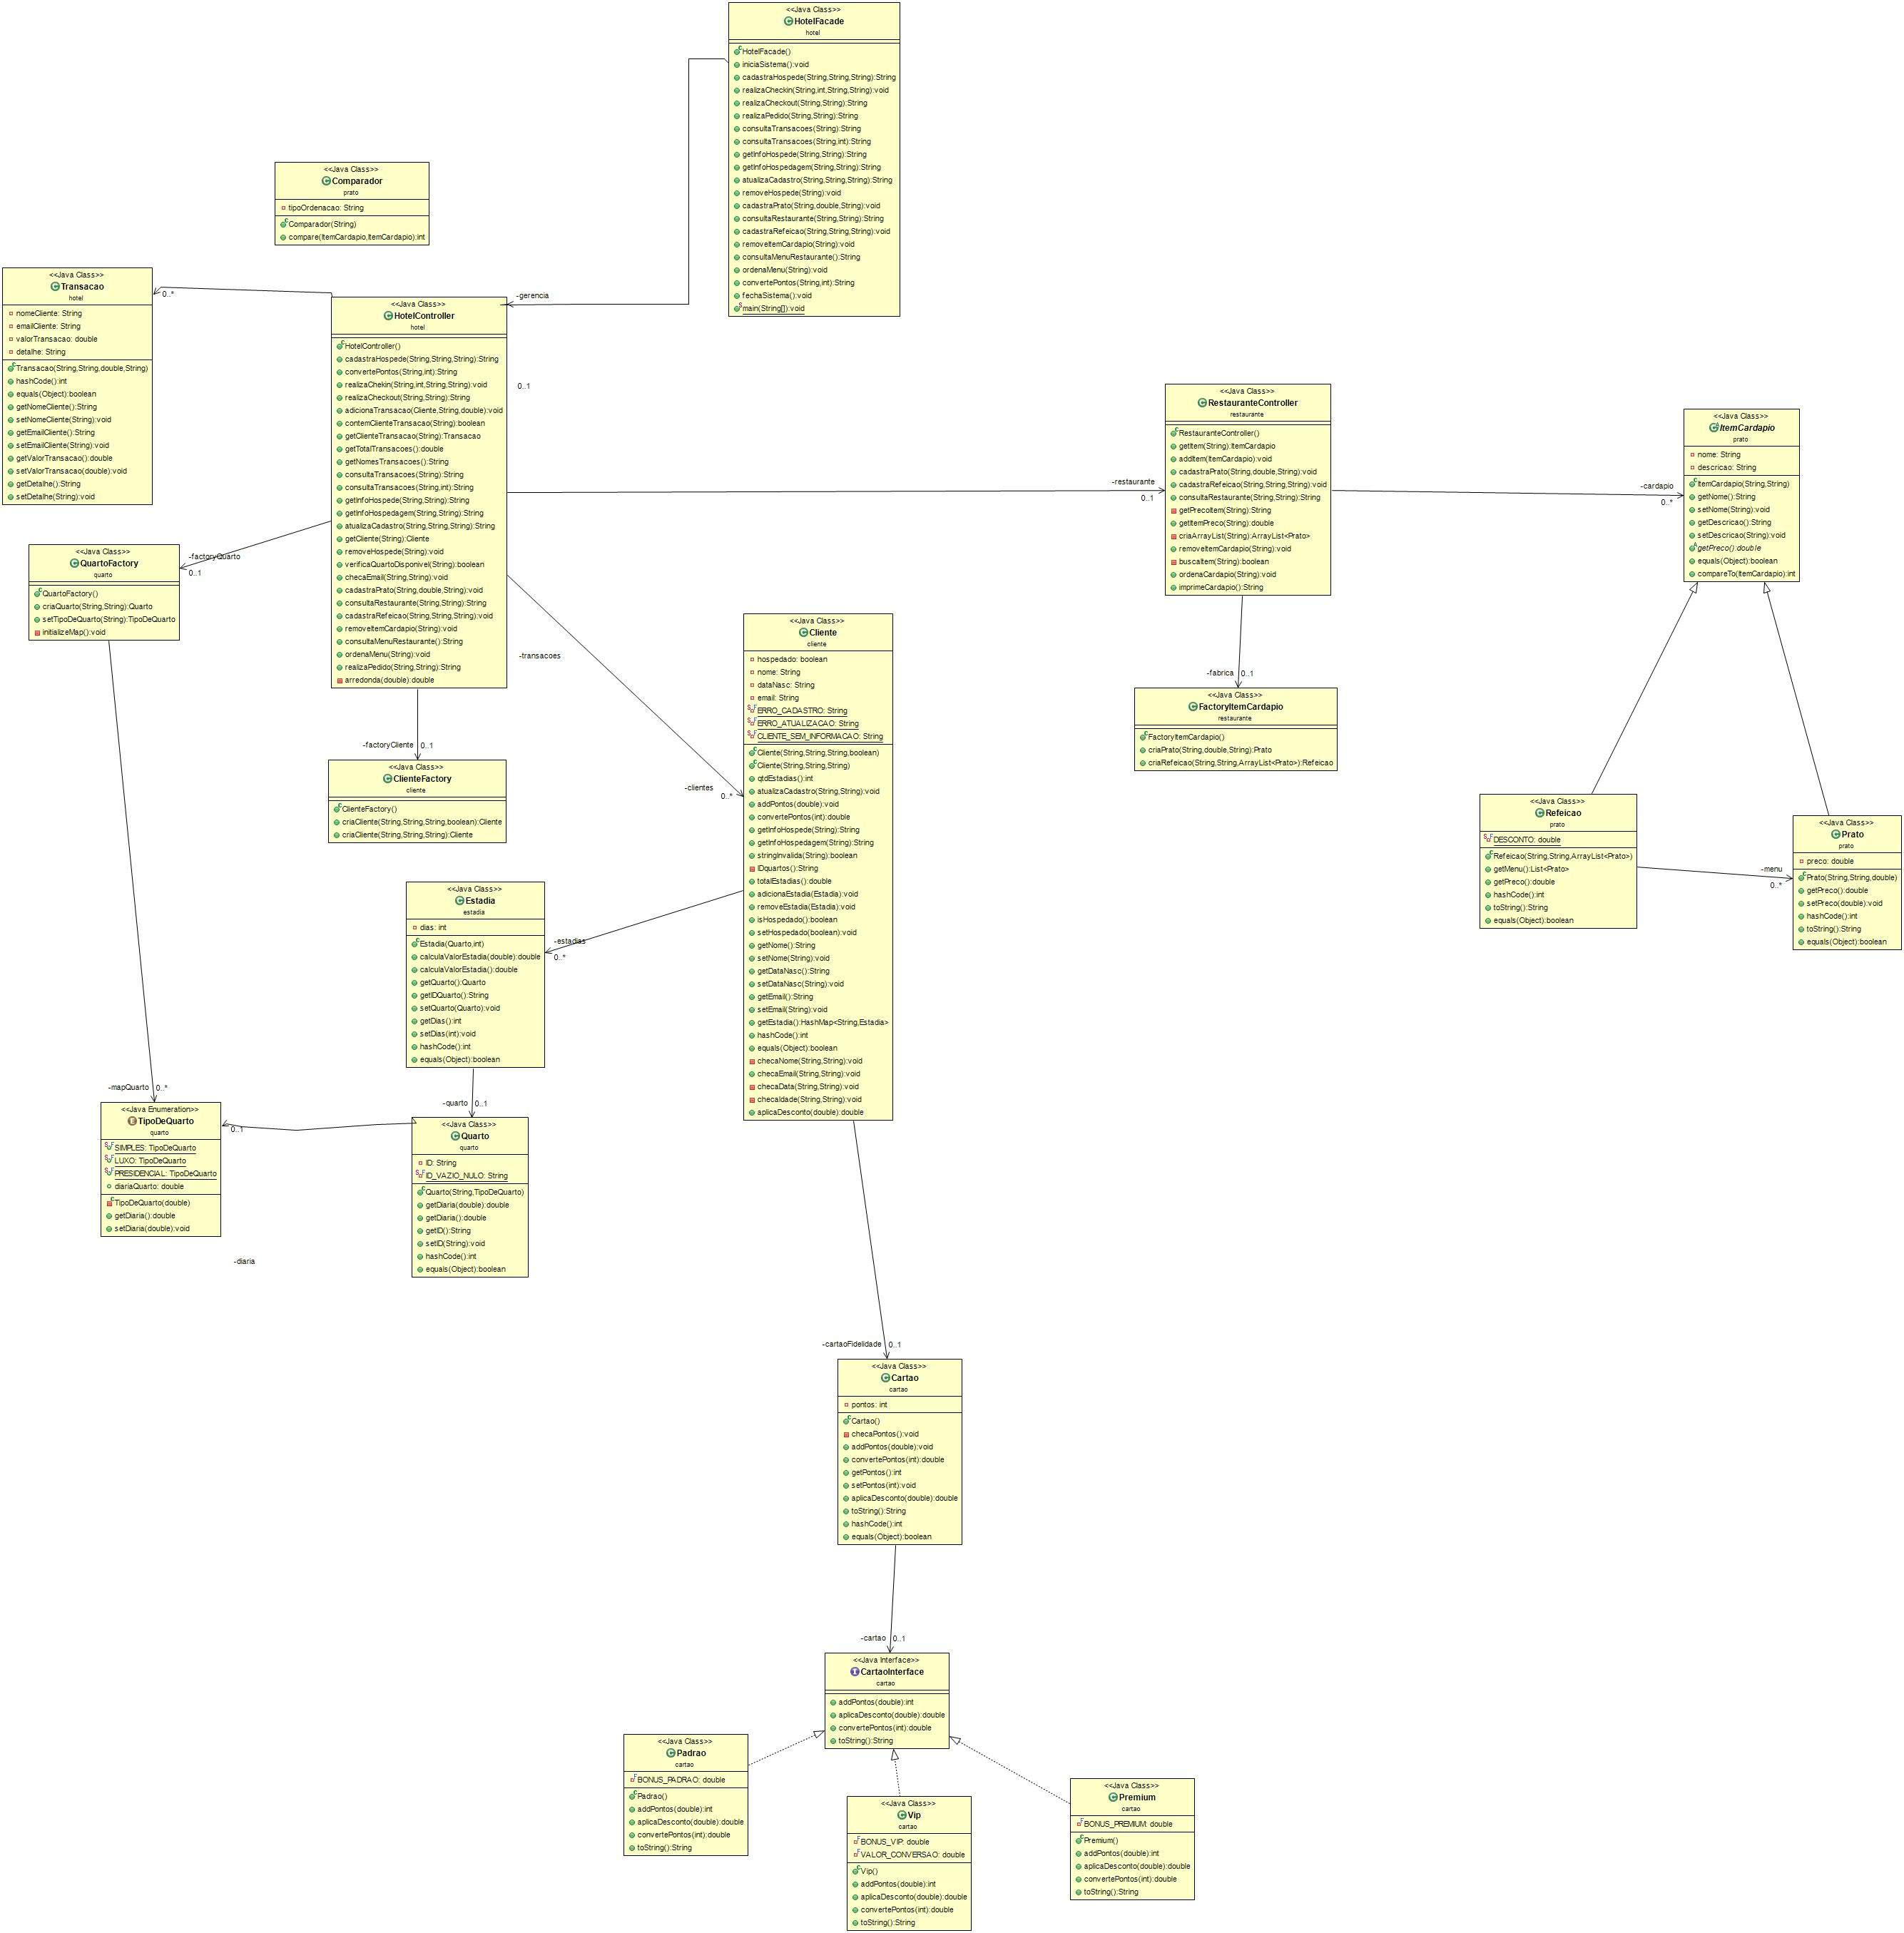 <<Java Class>>
HotelFacade
hotel
HotelFacade()
iniciaSistema():void
cadastraHospede(String,String,String):String
realizaCheckin(String,int,String,String):void
realizaCheckout(String,String):String
realizaPedido(String,String):String
consultaTransacoes(String):String
consultaTransacoes(String,int):String
getInfoHospede(String,String):String
getInfoHospedagem(String,String):String
atualizaCadastro(String,String,String):String
removeHospede(String):void
cadastraPrato(String,double,String):void
consultaRestaurante(String,String):String
cadastraRefeicao(String,String,String):void
removeItemCardapio(String):void
consultaMenuRestaurante():String
ordenaMenu(String):void
convertePontos(String,int):String
fechaSistema():void
main(String[]):void
<<Java Class>>
Comparador
prato
tipoOrdenacao: String
Comparador(String)
compare(ItemCardapio,ItemCardapio):int
<<Java Class>>
Transacao
hotel
nomeCliente: String
emailCliente: String
valorTransacao: double
detalhe: String
Transacao(String,String,double,String)
hashCode():int
equals(Object):boolean
getNomeCliente():String
setNomeCliente(String):void
getEmailCliente():String
setEmailCliente(String):void
getValorTransacao():double
setValorTransacao(double):void
getDetalhe():String
setDetalhe(String):void
0..*
-gerencia
0..1
<<Java Class>>
HotelController
hotel
HotelController()
cadastraHospede(String,String,String):String
convertePontos(String,int):String
realizaChekin(String,int,String,String):void
realizaCheckout(String,String):String
adicionaTransacao(Cliente,String,double):void
contemClienteTransacao(String):boolean
getClienteTransacao(String):Transacao
getTotalTransacoes():double
getNomesTransacoes():String
consultaTransacoes(String):String
consultaTransacoes(String,int):String
getInfoHospede(String,String):String
getInfoHospedagem(String,String):String
atualizaCadastro(String,String,String):String
getCliente(String):Cliente
removeHospede(String):void
verificaQuartoDisponivel(String):boolean
checaEmail(String,String):void
cadastraPrato(String,double,String):void
consultaRestaurante(String,String):String
cadastraRefeicao(String,String,String):void
removeItemCardapio(String):void
consultaMenuRestaurante():String
ordenaMenu(String):void
realizaPedido(String,String):String
arredonda(double):double
-restaurante
0..1
<<Java Class>>
RestauranteController
restaurante
RestauranteController()
getItem(String):ItemCardapio
addItem(ItemCardapio):void
cadastraPrato(String,double,String):void
cadastraRefeicao(String,String,String):void
consultaRestaurante(String,String):String
getPrecoItem(String):String
getItemPreco(String):double
criaArrayList(String):ArrayList<Prato>
removeItemCardapio(String):void
buscaItem(String):boolean
ordenaCardapio(String):void
imprimeCardapio():String
-cardapio
0..*
<<Java Class>>
ItemCardapio
prato
nome: String
descricao: String
ItemCardapio(String,String)
getNome():String
setNome(String):void
getDescricao():String
setDescricao(String):void
getPreco():double
equals(Object):boolean
compareTo(ItemCardapio):int
-factoryQuarto
0..1
<<Java Class>>
QuartoFactory
quarto
QuartoFactory()
criaQuarto(String,String):Quarto
setTipoDeQuarto(String):TipoDeQuarto
initializeMap():void
-transacoes
-factoryCliente
0..1
<<Java Class>>
ClienteFactory
cliente
ClienteFactory()
criaCliente(String,String,String,boolean):Cliente
criaCliente(String,String,String):Cliente
-clientes
0..*
<<Java Class>>
Cliente
cliente
hospedado: boolean
nome: String
dataNasc: String
email: String
ERRO_CADASTRO: String
ERRO_ATUALIZACAO: String
CLIENTE_SEM_INFORMACAO: String
Cliente(String,String,String,boolean)
Cliente(String,String,String)
qtdEstadias():int
atualizaCadastro(String,String):void
addPontos(double):void
convertePontos(int):double
getInfoHospede(String):String
getInfoHospedagem(String):String
stringInvalida(String):boolean
IDquartos():String
totalEstadias():double
adicionaEstadia(Estadia):void
removeEstadia(Estadia):void
isHospedado():boolean
setHospedado(boolean):void
getNome():String
setNome(String):void
getDataNasc():String
setDataNasc(String):void
getEmail():String
setEmail(String):void
getEstadia():HashMap<String,Estadia>
hashCode():int
equals(Object):boolean
checaNome(String,String):void
checaEmail(String,String):void
checaData(String,String):void
checaIdade(String,String):void
aplicaDesconto(double):double
-fabrica
0..1
<<Java Class>>
FactoryItemCardapio
restaurante
FactoryItemCardapio()
criaPrato(String,double,String):Prato
criaRefeicao(String,String,ArrayList<Prato>):Refeicao
<<Java Class>>
Refeicao
prato
DESCONTO: double
Refeicao(String,String,ArrayList<Prato>)
getMenu():List<Prato>
getPreco():double
hashCode():int
toString():String
equals(Object):boolean
-menu
0..*
<<Java Class>>
Prato
prato
preco: double
Prato(String,String,double)
getPreco():double
setPreco(double):void
hashCode():int
toString():String
equals(Object):boolean
<<Java Class>>
Estadia
estadia
dias: int
Estadia(Quarto,int)
calculaValorEstadia(double):double
calculaValorEstadia():double
getQuarto():Quarto
getIDQuarto():String
setQuarto(Quarto):void
getDias():int
setDias(int):void
hashCode():int
equals(Object):boolean
-estadias
0..*
-mapQuarto
0..*
<<Java Enumeration>>
TipoDeQuarto
quarto
SIMPLES: TipoDeQuarto
LUXO: TipoDeQuarto
PRESIDENCIAL: TipoDeQuarto
diariaQuarto: double
TipoDeQuarto(double)
getDiaria():double
setDiaria(double):void
0..1
-diaria
-quarto
0..1
<<Java Class>>
Quarto
quarto
ID: String
ID_VAZIO_NULO: String
Quarto(String,TipoDeQuarto)
getDiaria(double):double
getDiaria():double
getID():String
setID(String):void
hashCode():int
equals(Object):boolean
-cartaoFidelidade
0..1
<<Java Class>>
Cartao
cartao
pontos: int
Cartao()
checaPontos():void
addPontos(double):void
convertePontos(int):double
getPontos():int
setPontos(int):void
aplicaDesconto(double):double
toString():String
hashCode():int
equals(Object):boolean
-cartao
0..1
<<Java Interface>>
CartaoInterface
cartao
addPontos(double):int
aplicaDesconto(double):double
convertePontos(int):double
toString():String
<<Java Class>>
Padrao
cartao
BONUS_PADRAO: double
Padrao()
addPontos(double):int
aplicaDesconto(double):double
convertePontos(int):double
toString():String
<<Java Class>>
Vip
cartao
BONUS_VIP: double
VALOR_CONVERSAO: double
Vip()
addPontos(double):int
aplicaDesconto(double):double
convertePontos(int):double
toString():String
<<Java Class>>
Premium
cartao
BONUS_PREMIUM: double
Premium()
addPontos(double):int
aplicaDesconto(double):double
convertePontos(int):double
toString():String